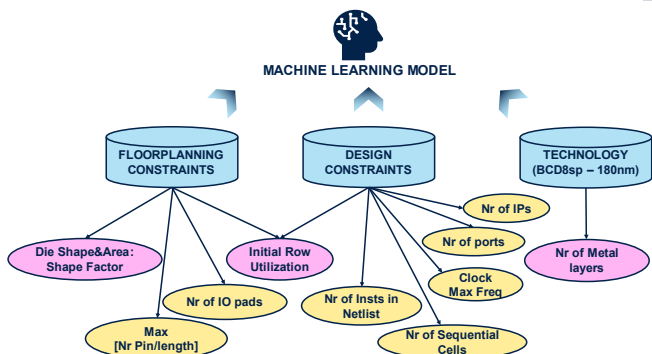 MACHINE LEARNING MODEL
FLOORPLANNING
CONSTRAINTS
DESIGN
CONSTRAINTS
TECHNOLOGY
(BCD8sp – 180nm)
Nr of IPs
Nr of ports
Die Shape&Area:
Shape Factor
Initial Row
Utilization
Nr of Metal
layers
Clock
Max Freq
Nr of IO pads
Nr of Insts in
Netlist
Max
[Nr Pin/length]
Nr of Sequential
Cells